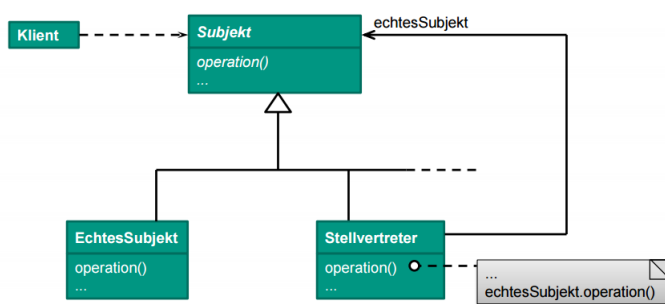 echtesSubjekt
Klient
Subjekt
operation()
...
EchtesSubjekt
operation()
...
Stellvertreter
operation()
...
...
echtesSubjekt.operation()